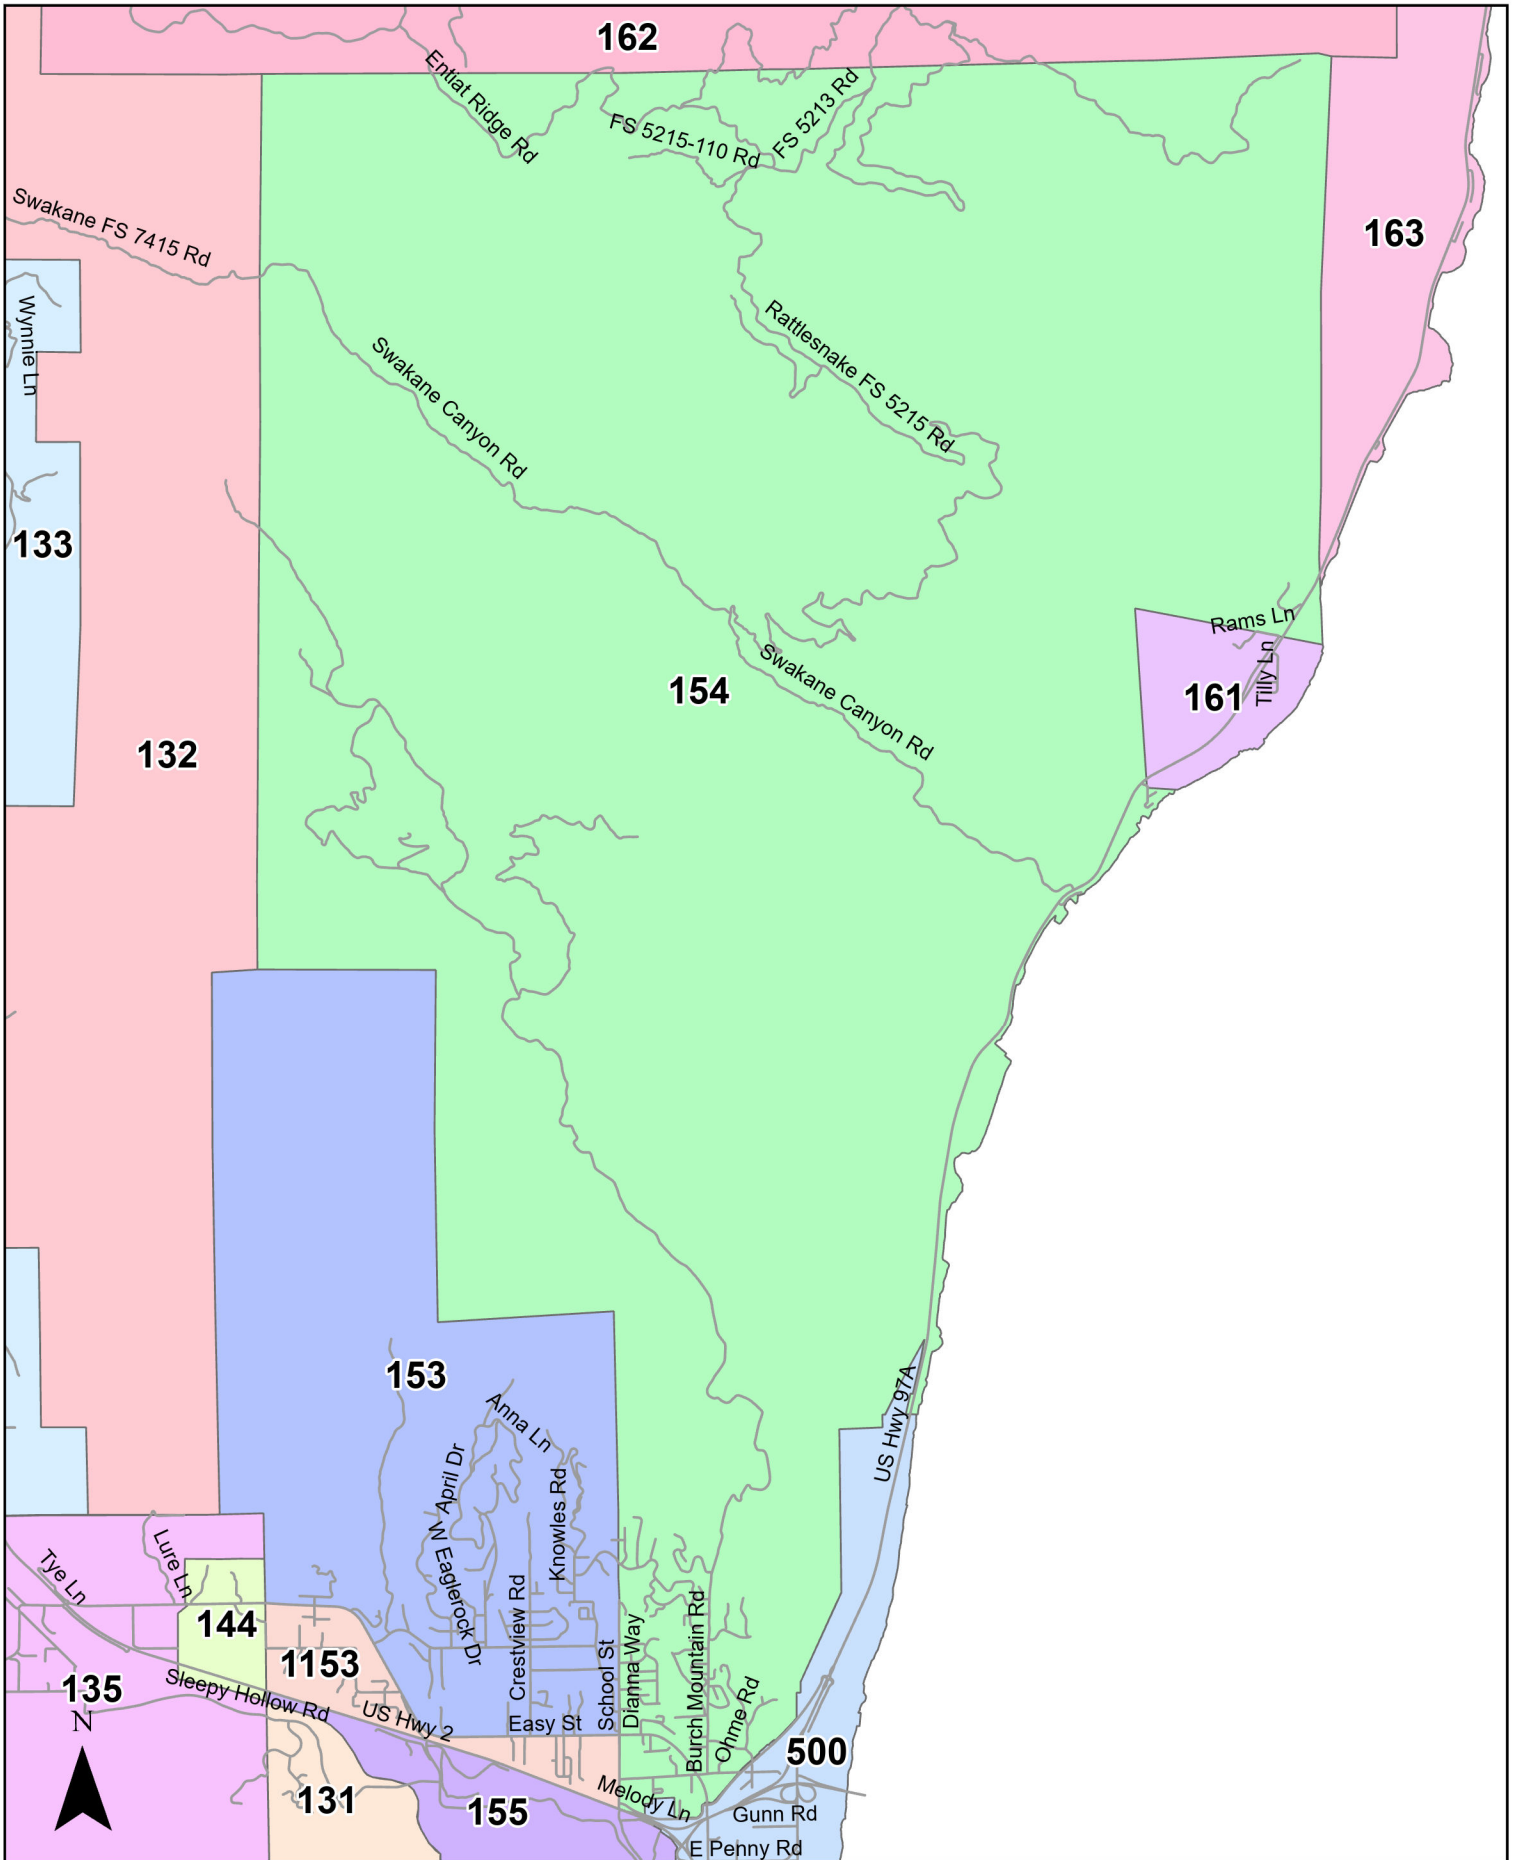 162
Entiat Ridge Rd
FS 5215-110 Rd
FS 5213 Rd
Swakane FS 7415 Rd
163
Wynnie Ln
Rattlesnake FS 5215 Rd
Swakane Canyon Rd
133
Rams Ln
Swakane Canyon Rd
Tilly Ln
154
161
132
153
US Hwy 97A
Anna Ln
April Dr
Knowles Rd
W Eaglerock Dr
Tye Ln
Lure Ln
Crestview Rd
144
School St
Dianna Way
Burch Mountain Rd
1153
135
Sleepy Hollow Rd
Ohme Rd
US Hwy 2
Easy St
N
500
131
Melody Ln
155
Gunn Rd
E Penny Rd